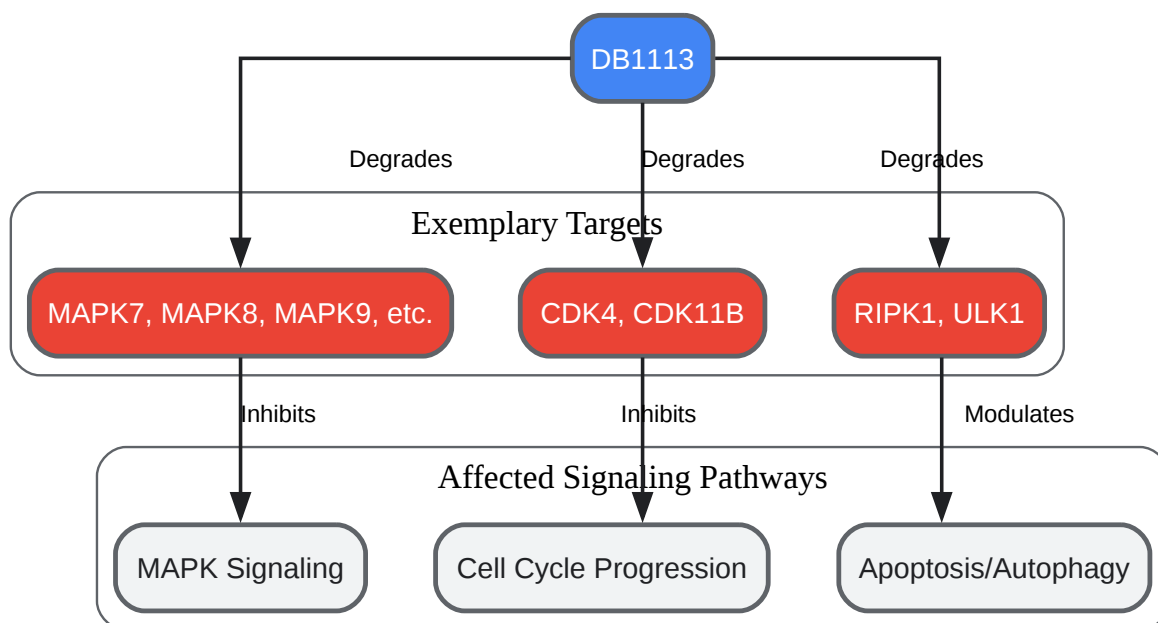 DB1113
Degrades
Degrades
Degrades
Exemplary Targets
MAPK7, MAPK8, MAPK9, etc.
CDK4, CDK11B
RIPK1, ULK1
Inhibits
Inhibits
Modulates
Affected Signaling Pathways
MAPK Signaling
Cell Cycle Progression
Apoptosis/Autophagy